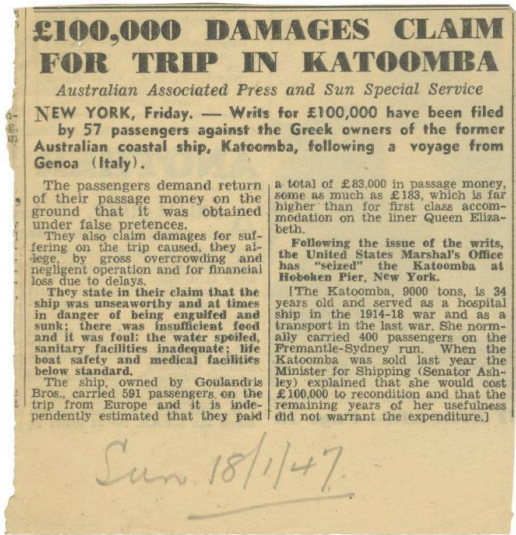 £100,000 DAMAGES CLAIM
FOR TRIP IN KATOOMBA
Australian Associated Press and Sun Special Service
NEW YORK, Friday. — Writs for £100,000 have been filed
by 57 passengers against the Greek owners of the former
Australian coastal ship, Katoomba, following a voyage from
Genoa (Italy).
The passengers demand return
of their passage money on the
ground that it was obtained
under false pretences.
They also claim damages for suf-
fering on the trip caused, they al-
lege, by gross overcrowding and
negligent operation and for financial
loss due to delays.
They state in their claim that the
ship was unseaworthy and at times
in danger of being engulfed and
sunk; there was insufficient food
and it was foul; the water spoiled,
sanitary facilities inadequate; life
boat safety and medical facilities
below standard.
The ship, owned by Goulandris
Bros., carried 591 passengers on the
trip from Europe and it is inde-
pendently estimated that they paid
a total of £83,000 in passage money,
some as much as £183, which is far
higher than for first class accom-
modation on the liner Queen Eliza-
beth.
Following the issue of the writs,
the United States Marshal's Office
has "seized" the Katoomba at
Hoboken Pier, New York.
[The Katoomba, 9000 tons, is 34
years old and served as a hospital
ship in the 1914-18 war and as a
transport in the last war. She norm-
ally carried 400 passengers on the
Fremantle-Sydney run. When the
Katoomba was sold last year the
Minister for Shipping (Senator Ash-
ley) explained that she would cost
£100,000 to recondition and that the
remaining years of her usefulness
did not warrant the expenditure.]
Sun 18/1/47.